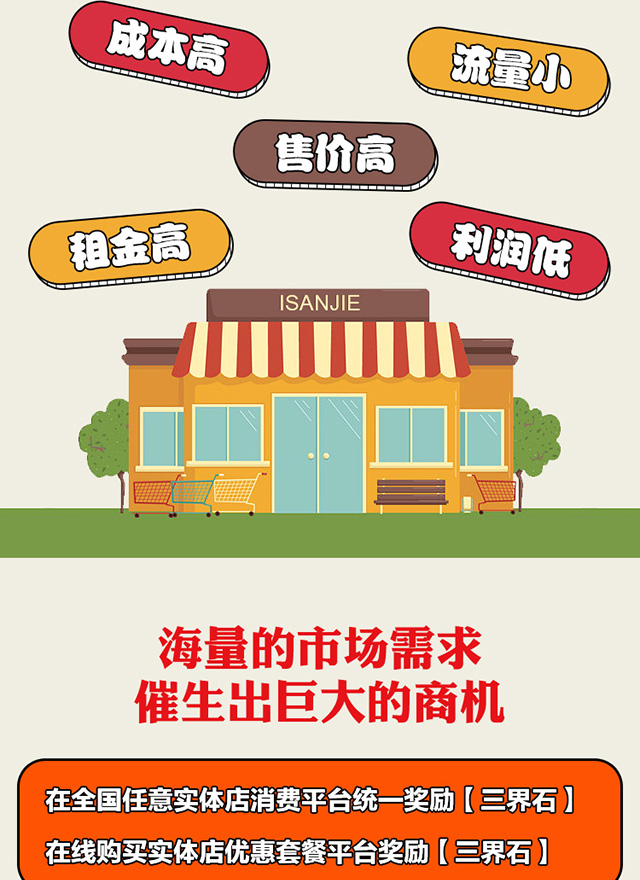 成本高
流量小
售价高
租金高
利润低
ISANJIE
海量的市场需求
催生出巨大的商机
在全国任意实体店消费平台统一奖励【三界石】
在线购买实体店优惠套餐平台奖励【三界石】